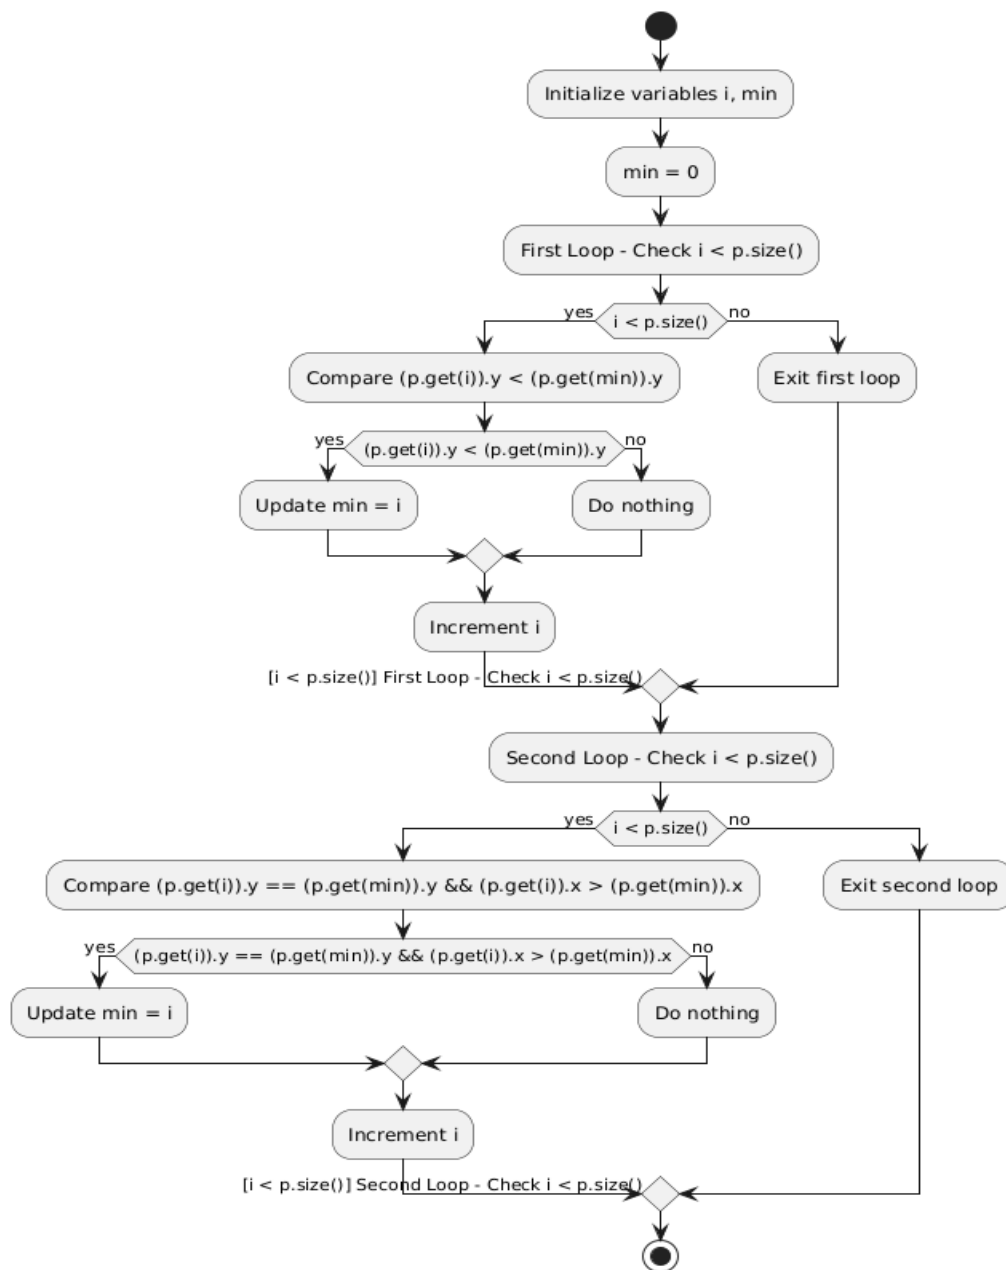 Initialize variables i, min
min = 0
First Loop - Check i < p.size()
yes
i < p.size()
no
Compare (p.get(i)).y < (p.get(min)).y
Exit first loop
yes
(p.get(i)).y < (p.get(min)).y
no
Update min = i
Do nothing
Increment i
[i < p.size()] First Loop - Check i < p.size()
Second Loop - Check i < p.size()
yes
i < p.size()
no
Compare (p.get(i)).y == (p.get(min)).y && (p.get(i)).x > (p.get(min)).x
Exit second loop
yes
(p.get(i)).y == (p.get(min)).y && (p.get(i)).x > (p.get(min)).x
no
Update min = i
Do nothing
Increment i
[i < p.size()] Second Loop - Check i < p.size()